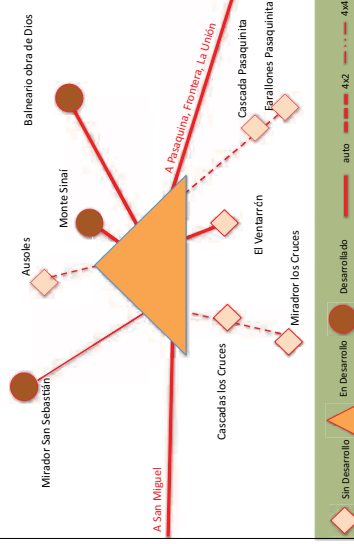 Balneario obra de Dios
Monte Sinaí
Ausoles
Mirador San Sebastián
A Pasaquina, Frontera, La Unión
Cascada Pasaquinita
Farallones Pasaquinita
El Ventarrón
Cascadas los Cruces
Miradror los Cruces
A San Miguel
Sin Desarrollo
En Desarrollo
Desarrollado
auto
4x2
4x4